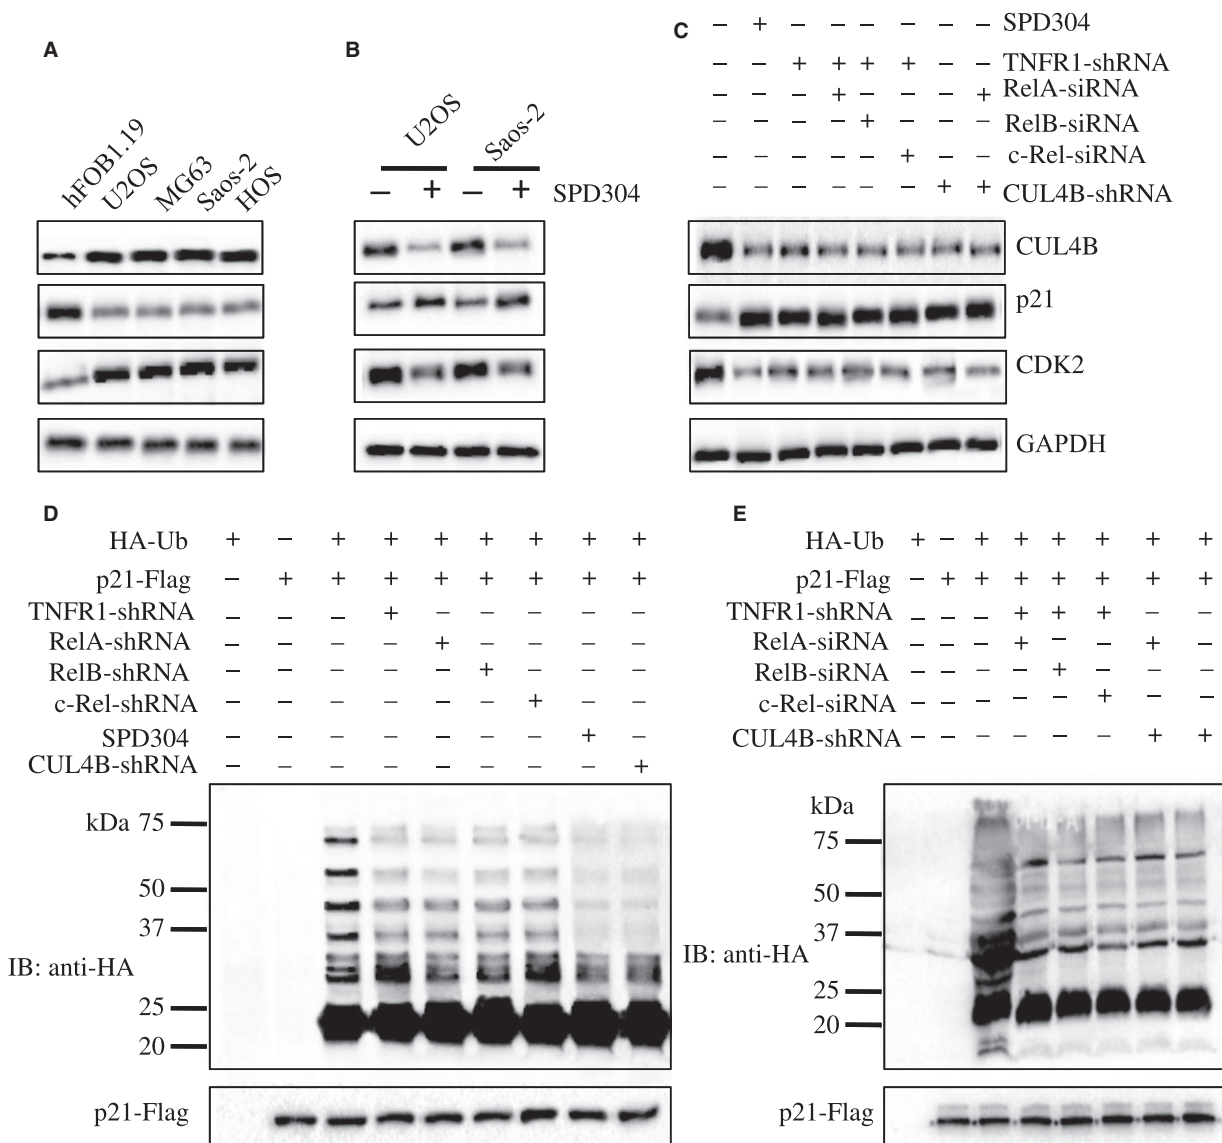 A
hFOB1.19
U2OS
MG63
Saos-2
HOS
B
U2OS
Saos-2
– + – + SPD304
C
– + – – – – – – SPD304
– – + + + + – – TNFR1-shRNA
– – – + – – – + RelA-siRNA
– – – – + – – – RelB-siRNA
– – – – – + – – c-Rel-siRNA
– – – – – – + + CUL4B-shRNA
CUL4B
p21
CDK2
GAPDH
D
HA-Ub + – + + + + + + +
p21-Flag – + + + + + + + +
TNFR1-shRNA – – – + – – – – –
RelA-shRNA – – – – + – – – –
RelB-shRNA – – – – – + – – –
c-Rel-shRNA – – – – – – + – –
SPD304 – – – – – – – + –
CUL4B-shRNA – – – – – – – – +
kDa 75
50
37
IB: anti-HA
25
20
p21-Flag
E
HA-Ub + – + + + + + +
p21-Flag – + + + + + + +
TNFR1-shRNA – – – + + + – –
RelA-siRNA – – – + – – + –
RelB-siRNA – – – – + – – –
c-Rel-siRNA – – – – – + – –
CUL4B-shRNA – – – – – – + +
kDa
75
50
37
IB: anti-HA
25
20
p21-Flag